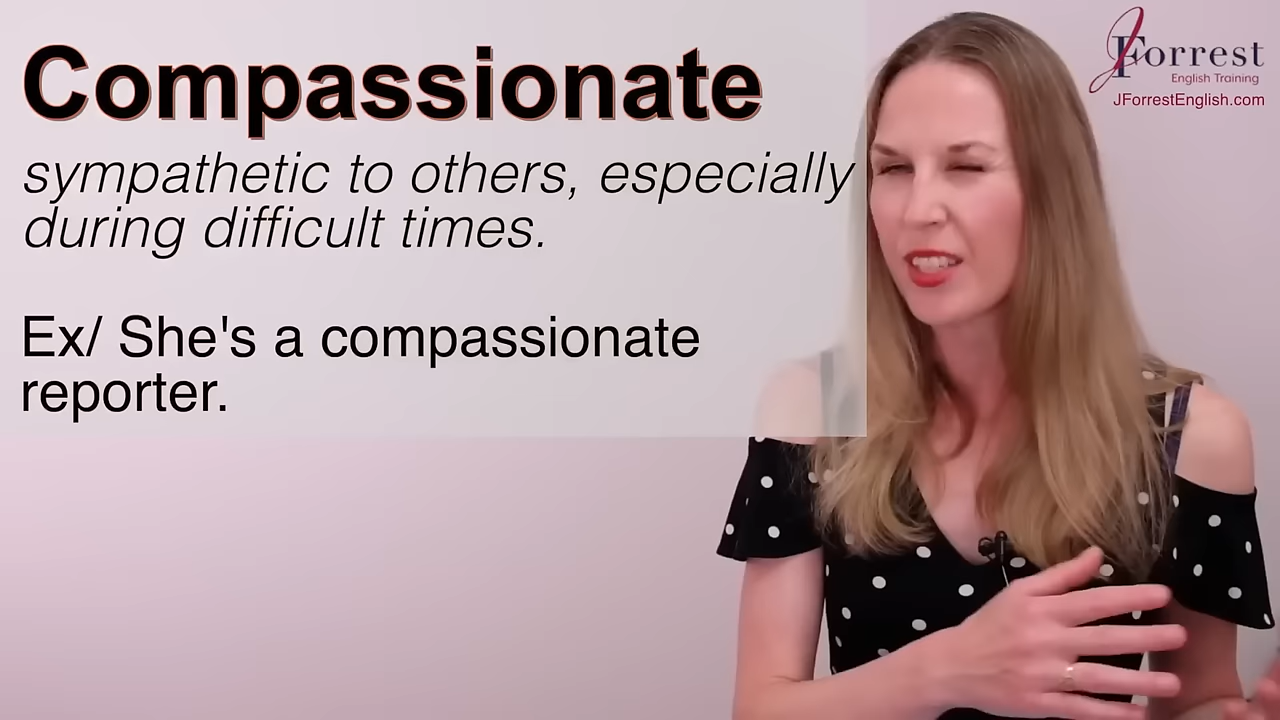 Compassionate
sympathetic to others, especially
during difficult times.
Ex/ She's a compassionate
reporter.
JForrest
English Training
JForrestEnglish.com